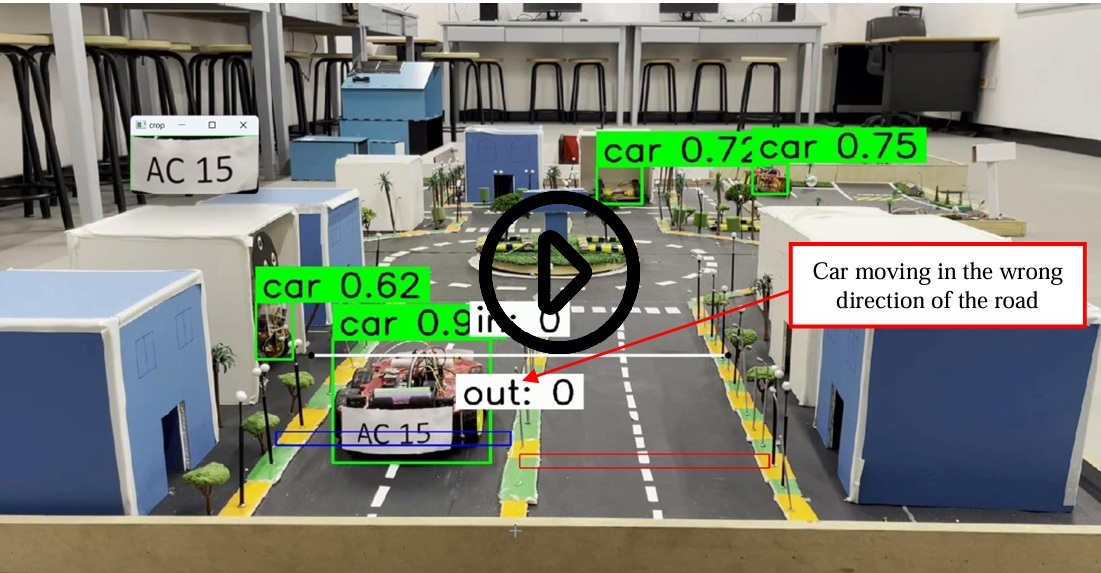 crop
AC 15
car 0.72
car 0.75
Car moving in the wrong
direction of the road
car 0.62
car 0.9
in: 0
out: 0
AC 15